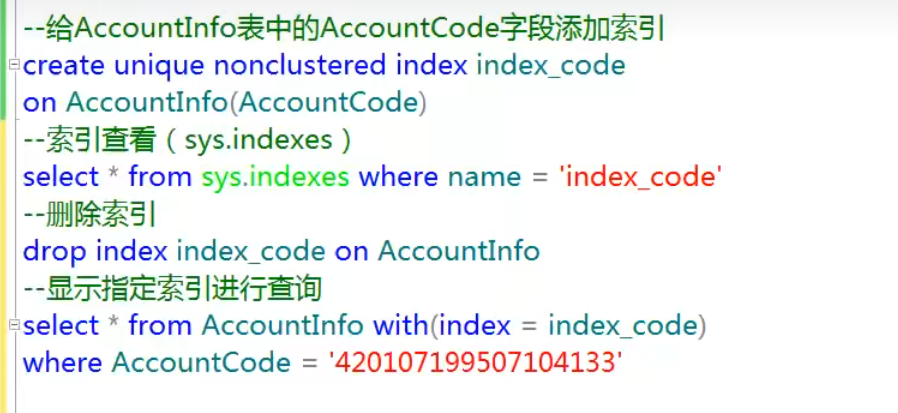 --给AccountInfo表中的AccountCode字段添加索引
create unique nonclustered index index_code
on AccountInfo(AccountCode)
--索引查看（sys.indexes）
select * from sys.indexes where name = 'index_code'
--删除索引
drop index index_code on AccountInfo
--显示指定索引进行查询
select * from AccountInfo with(index = index_code)
where AccountCode = '420107199507104133'